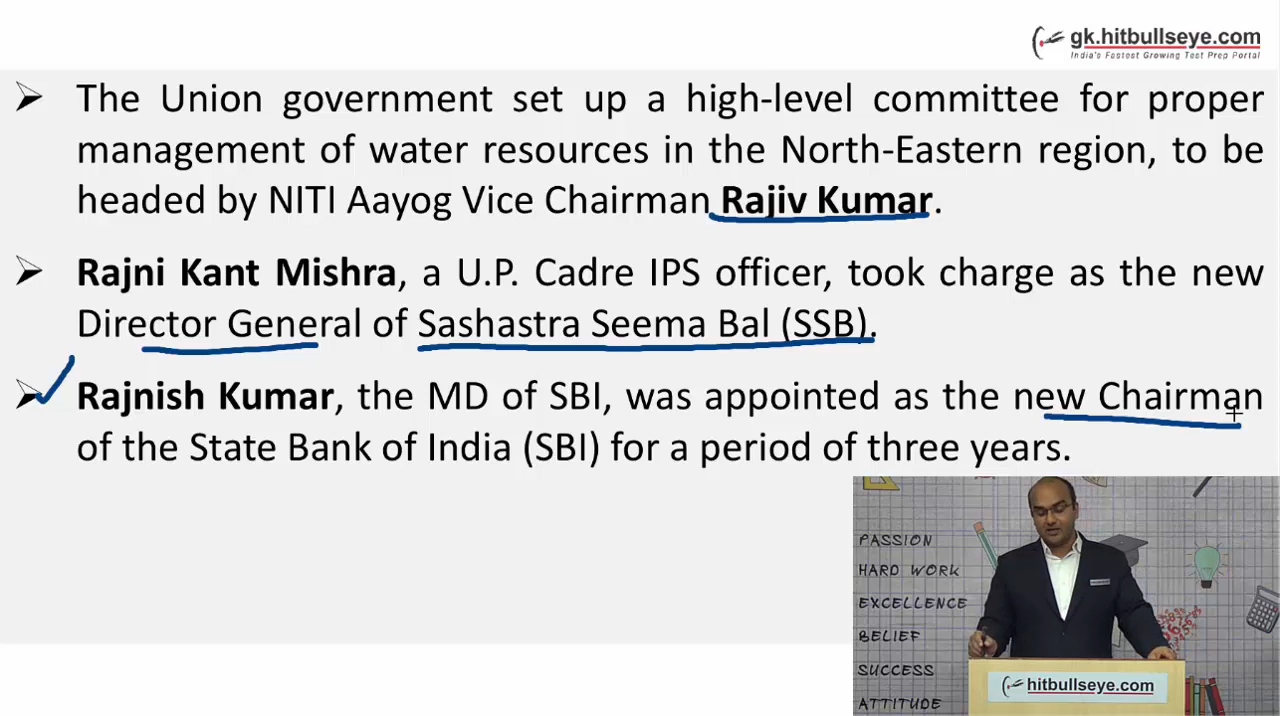 gk.hitbullseye.com
India's Fastest Growing Test Prep Portal
The Union government set up a high-level committee for proper
management of water resources in the North-Eastern region, to be
headed by NITI Aayog Vice Chairman Rajiv Kumar.
Rajni Kant Mishra, a U.P. Cadre IPS officer, took charge as the new
Director General of Sashastra Seema Bal (SSB).
Rajnish Kumar, the MD of SBI, was appointed as the new Chairman
of the State Bank of India (SBI) for a period of three years.
PASSION
HARD WORK
EXCELLENCE
BELIEF
SUCCESS
ATTITUDE
hitbullseye.com